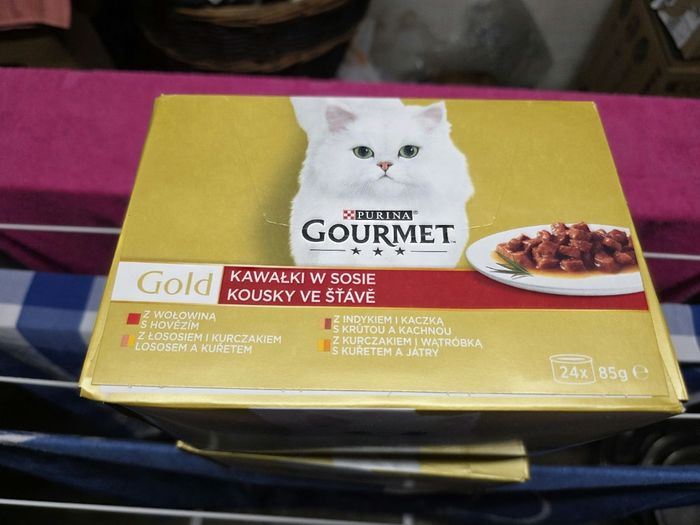 PURINA®
GOURMET™
Gold
KAWAŁKI W SOSIE
KOUSKY VE ŠŤÁVĚ
Z WOŁOWINĄ
S HOVĚZÍM
Z ŁOSOSIEM I KURCZAKIEM
LOSOSEM A KUŘETEM
Z INDYKIEM I KACZKĄ
S KRŮTOU A KACHNOU
Z KURCZAKIEM I WĄTRÓBKĄ
S KUŘETEM A JÁTRY
24x 85g ℮